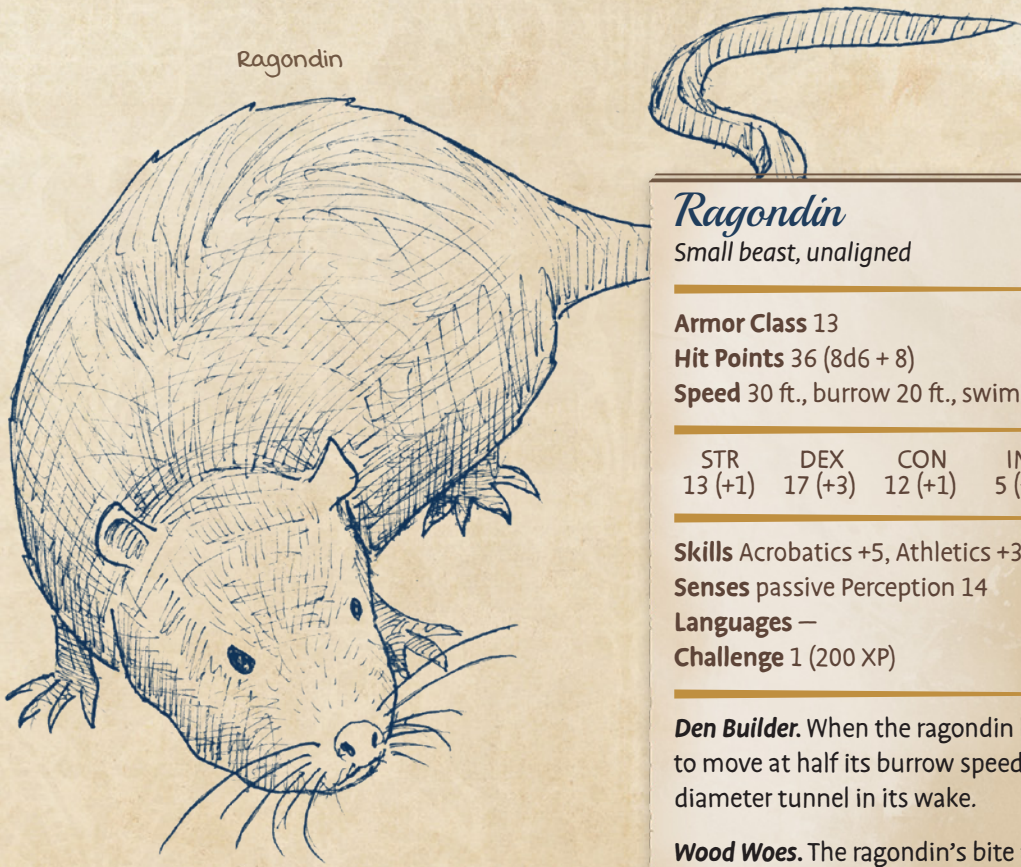 Ragondin
Ragondin
Small beast, unaligned
Armor Class 13
Hit Points 36 (8d6 + 8)
Speed 30 ft., burrow 20 ft., swim
STR DEX CON
13 (+1) 17 (+3) 12 (+1) 5
Skills Acrobatics +5, Athletics +3
Senses passive Perception 14
Languages —
Challenge 1 (200 XP)
Den Builder. When the ragondin
to move at half its burrow speed
diameter tunnel in its wake.
Wood Woes. The ragondin’s bite